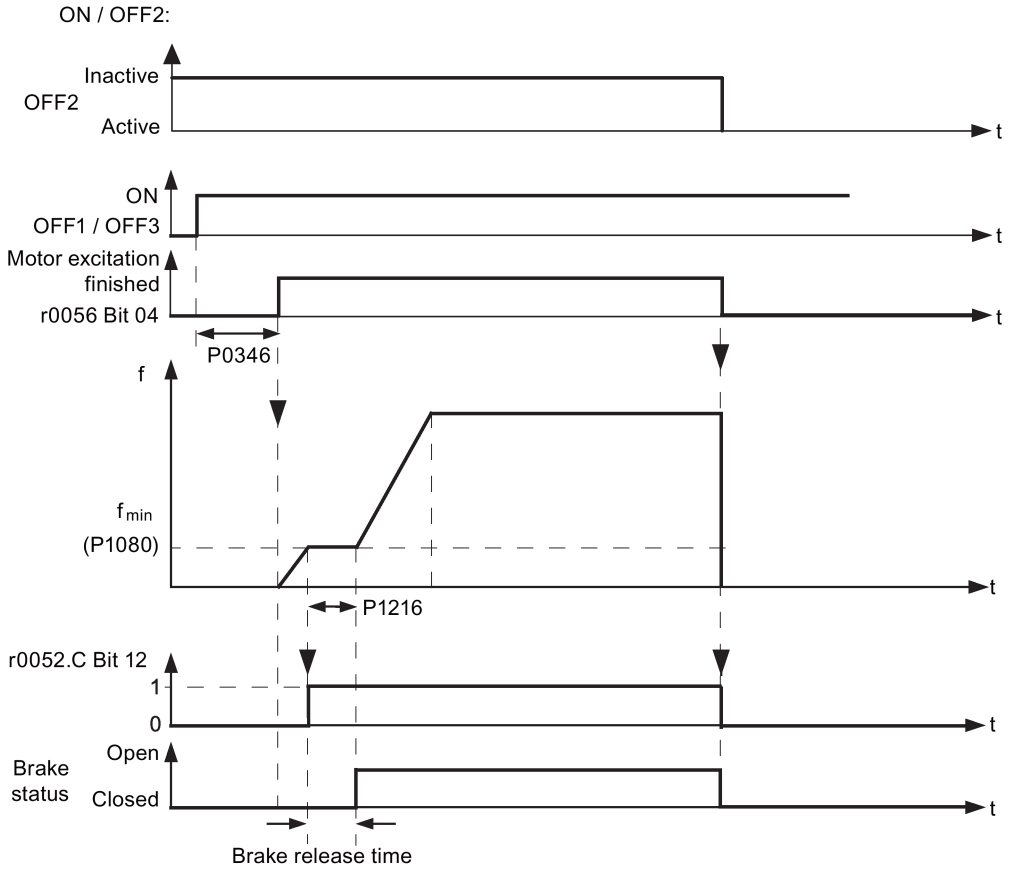 ON / OFF2:
Inactive
OFF2
Active
t
ON
OFF1 / OFF3
t
Motor excitation
finished
r0056 Bit 04
t
P0346
f
f min
(P1080)
t
P1216
r0052.C Bit 12
1
0
t
Open
Brake
status
Closed
t
Brake release time